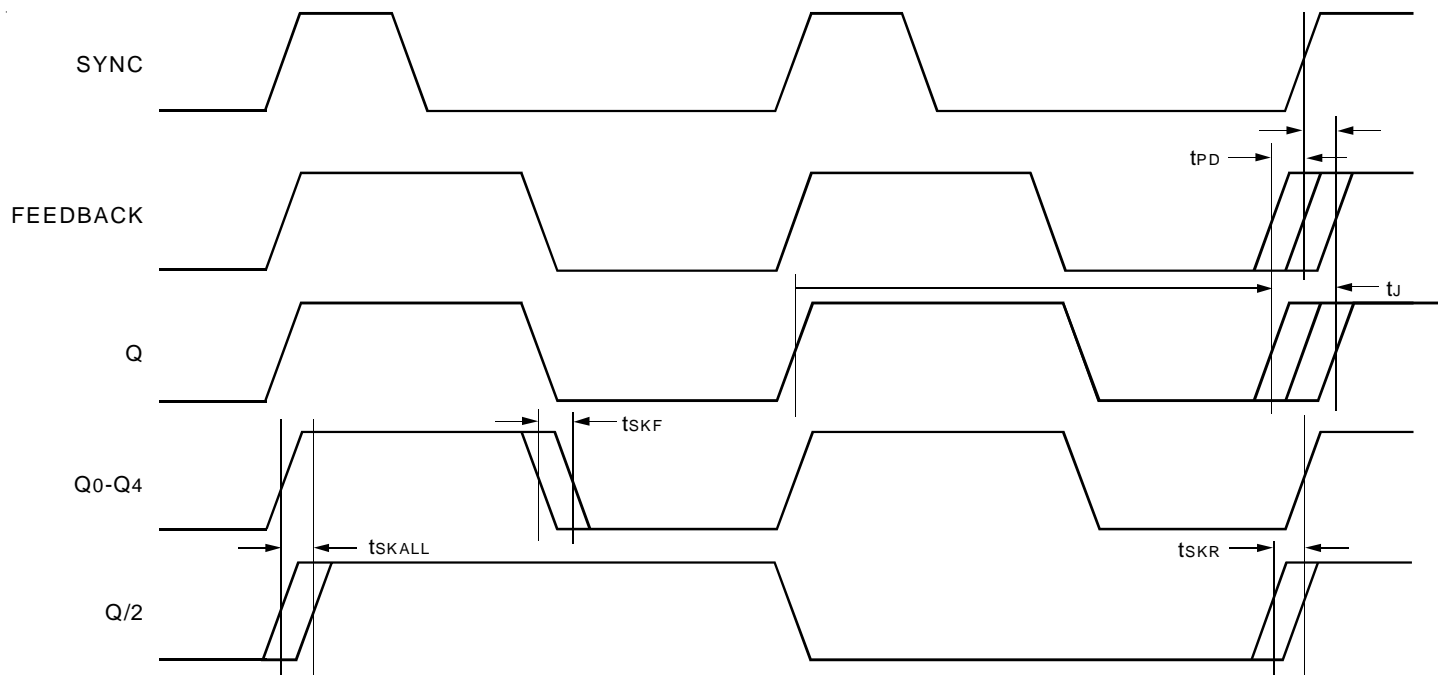 SYNC
tPD
FEEDBACK
tJ
Q
tSKF
Q0-Q4
tSKALL
tSKR
Q/2